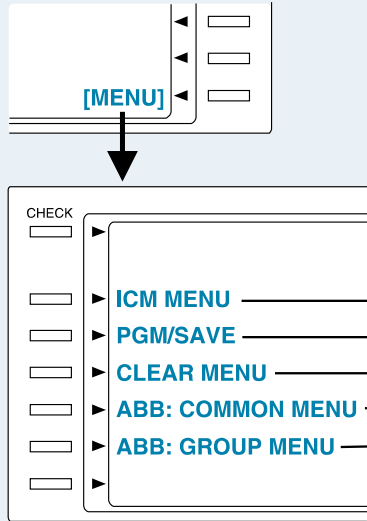 [MENU]
CHECK
ICM MENU
PGM/SAVE
CLEAR MENU
ABB: COMMON MENU
ABB: GROUP MENU